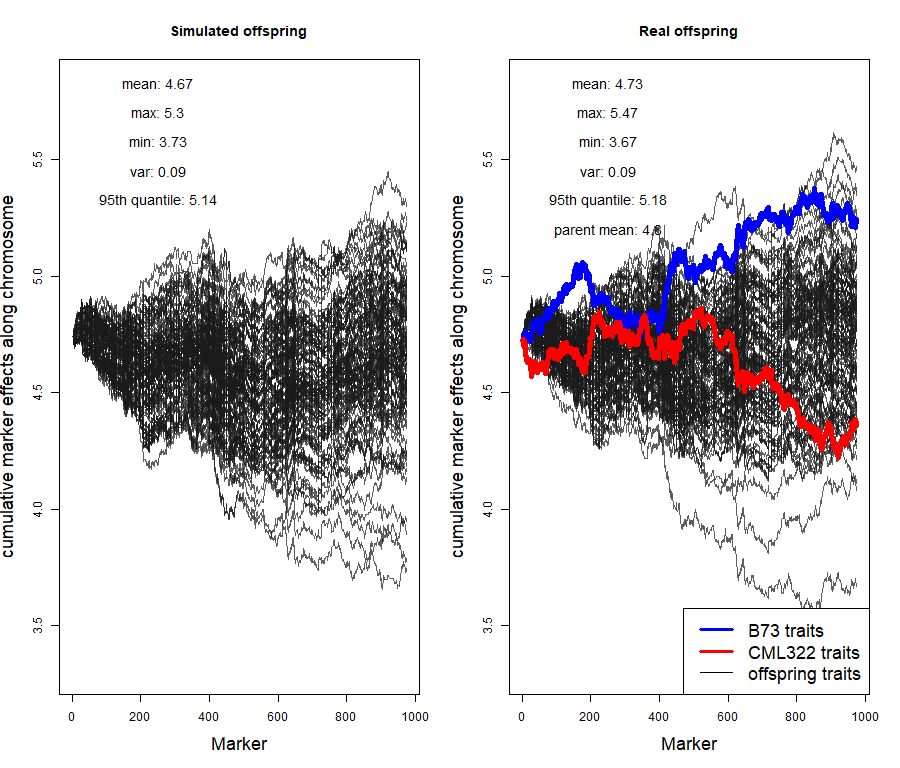 Simulated offspring
mean: 4.67
max: 5.3
min: 3.73
var: 0.09
95th quantile: 5.14
cumulative marker effects along chromosome
5.5
5.0
4.5
4.0
3.5
0 200 400 600 800 1000
Marker
Real offspring
mean: 4.73
max: 5.47
min: 3.67
var: 0.09
95th quantile: 5.18
parent mean: 4.8
cumulative marker effects along chromosome
5.5
5.0
4.5
4.0
3.5
0 200 400 600 800 1000
Marker
B73 traits
CML322 traits
offspring traits